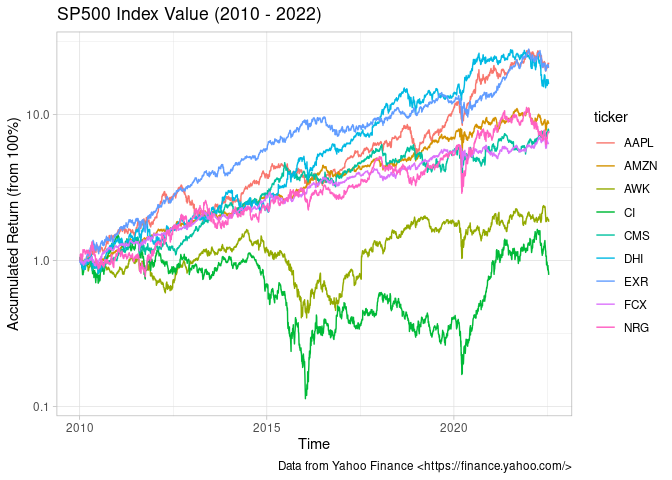 SP500 Index Value (2010 - 2022)
Accumulated Return (from 100%)
10.0
1.0
0.1
2010 2015 2020
Time
ticker
AAPL
AMZN
AWK
CI
CMS
DHI
EXR
FCX
NRG
Data from Yahoo Finance <https://finance.yahoo.com/>